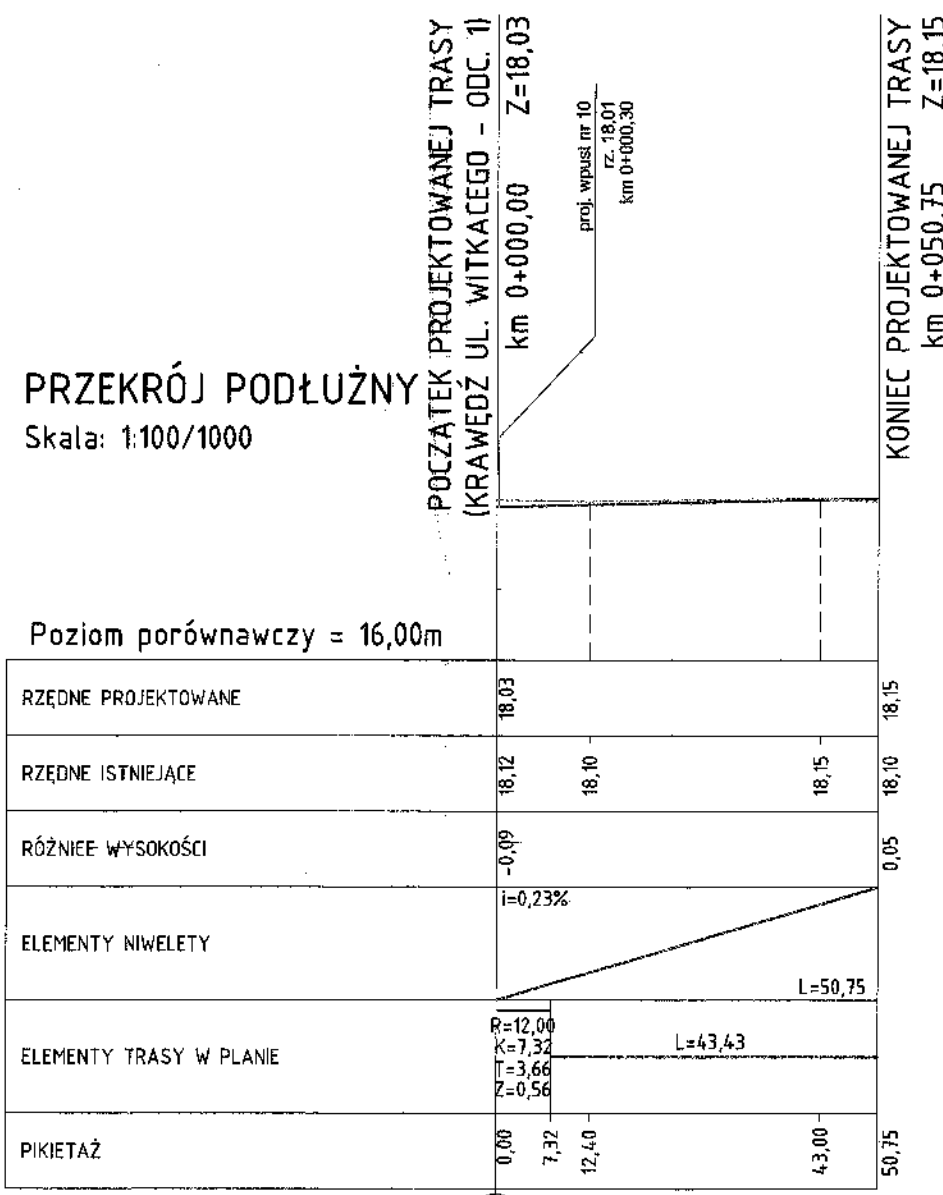 POCZĄTEK PROJEKTOWANEJ TRASY
(KRAWĘDŹ UL. WITKACEGO - ODC. 1)
km 0+000,00 Z=18,03
proj. wpust nr 10
rz. 18,01
km 0+000,30
KONIEC PROJEKTOWANEJ TRASY
km 0+050,75 Z=18,15
PRZEKRÓJ PODŁUŻNY
Skala: 1:100/1000
Poziom porównawczy = 16,00m
RZĘDNE PROJEKTOWANE 18,03 18,15
RZĘDNE ISTNIEJĄCE 18,12 18,10 18,15 18,10
RÓŻNICE WYSOKOŚCI -0,09 0,05
ELEMENTY NIWELETY i=0,23% L=50,75
ELEMENTY TRASY W PLANIE
R=12,00
K=7,32
T=3,66
Z=0,56
L=43,43
PIKIETAŻ 0,00 7,32 12,40 43,00 50,75